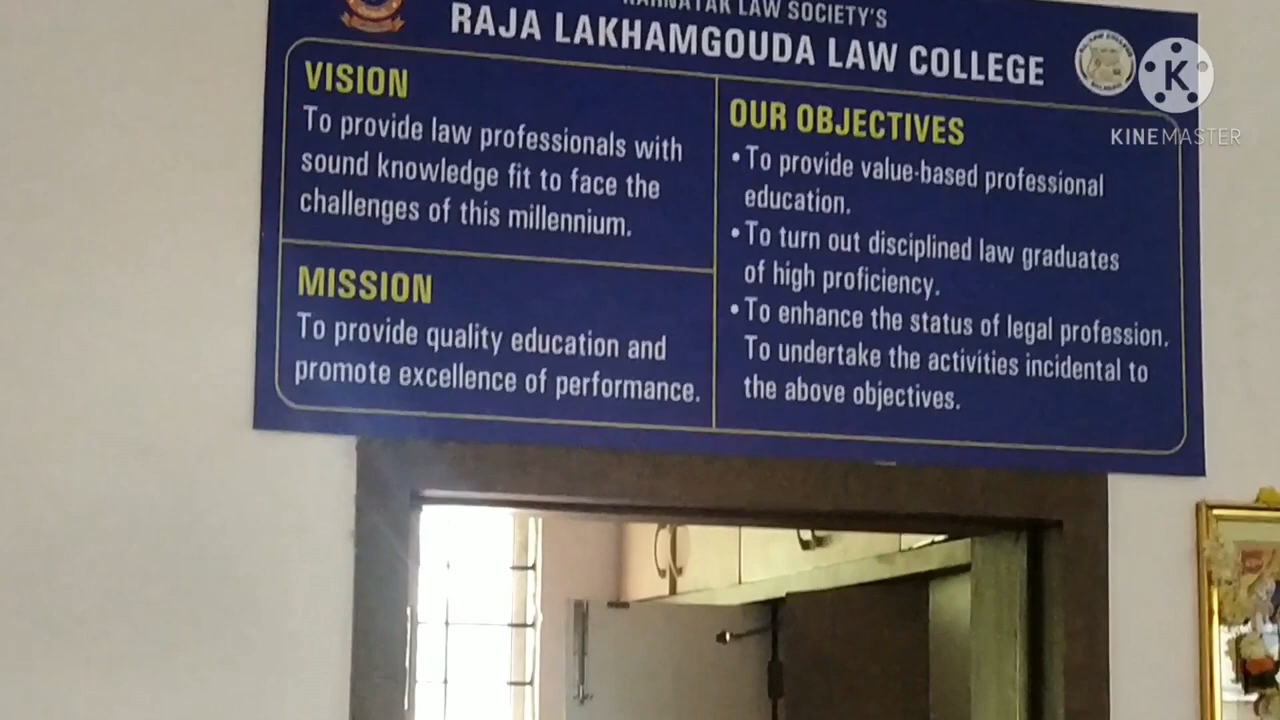 KARNATAK LAW SOCIETY'S
RAJA LAKHAMGOUDA LAW COLLEGE
VISION
To provide law professionals with
sound knowledge fit to face the
challenges of this millennium.
MISSION
To provide quality education and
promote excellence of performance.
OUR OBJECTIVES
•To provide value-based professional
education.
•To turn out disciplined law graduates
of high proficiency.
•To enhance the status of legal profession.
To undertake the activities incidental to
the above objectives.
K
KINEMASTER